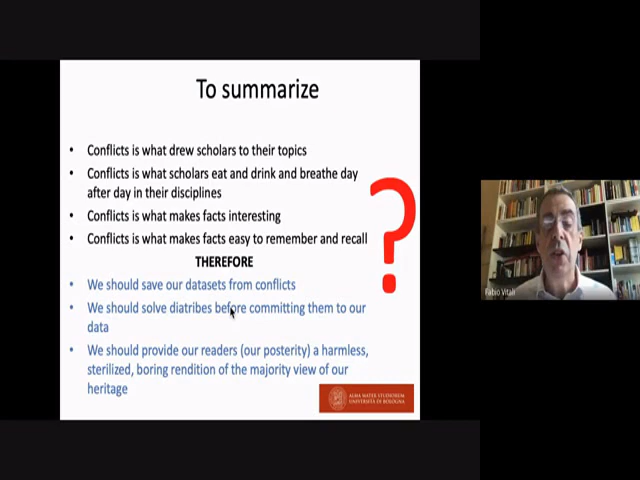 To summarize
• Conflicts is what drew scholars to their topics
• Conflicts is what scholars eat and drink and breathe day
after day in their disciplines
• Conflicts is what makes facts interesting
• Conflicts is what makes facts easy to remember and recall
THEREFORE
• We should save our datasets from conflicts
• We should solve diatribes before committing them to our
data
• We should provide our readers (our posterity) a harmless,
sterilized, boring rendition of the majority view of our
heritage
?
ALMA MATER STUDIORUM
UNIVERSITÀ DI BOLOGNA
Fabio Vitali